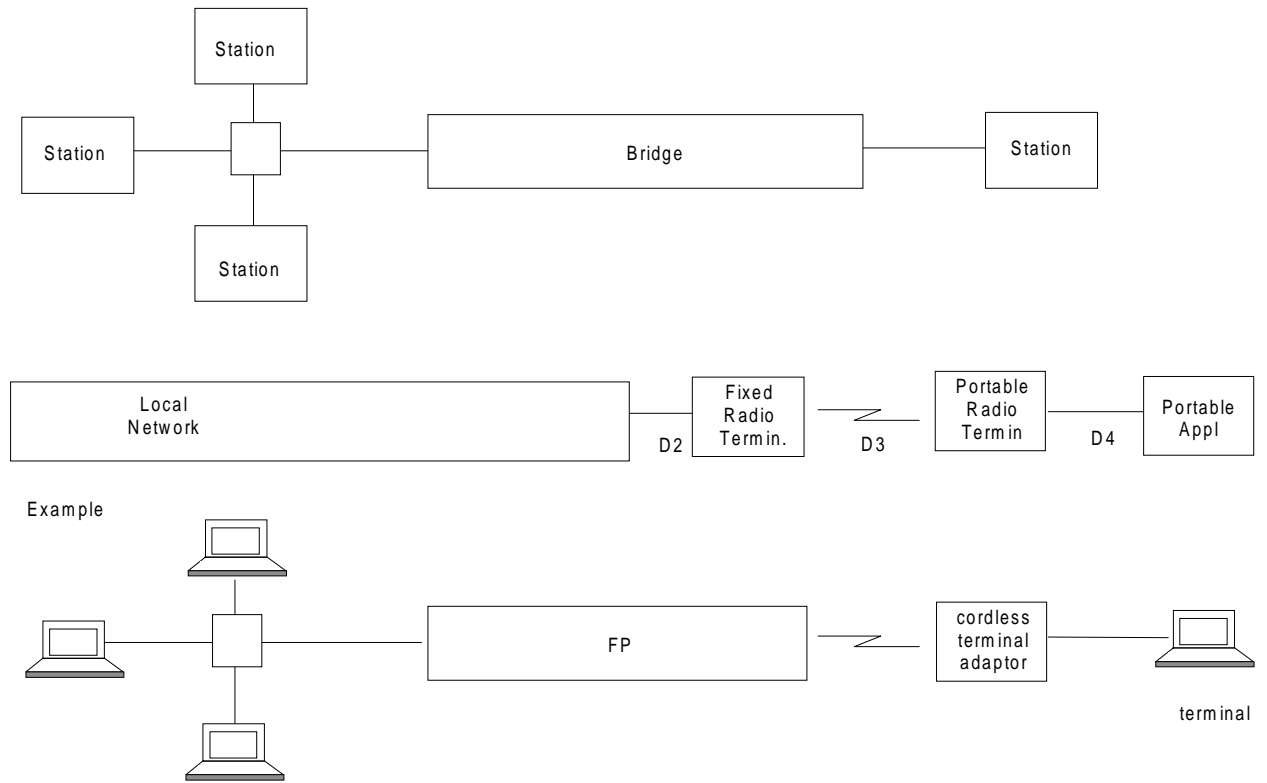 Station
Station
Bridge
Station
Station
Local
Network
D2
Fixed
Radio
Termin.
D3
Portable
Radio
Termin
D4
Portable
Appl
Example
FP
cordless
terminal
adaptor
terminal